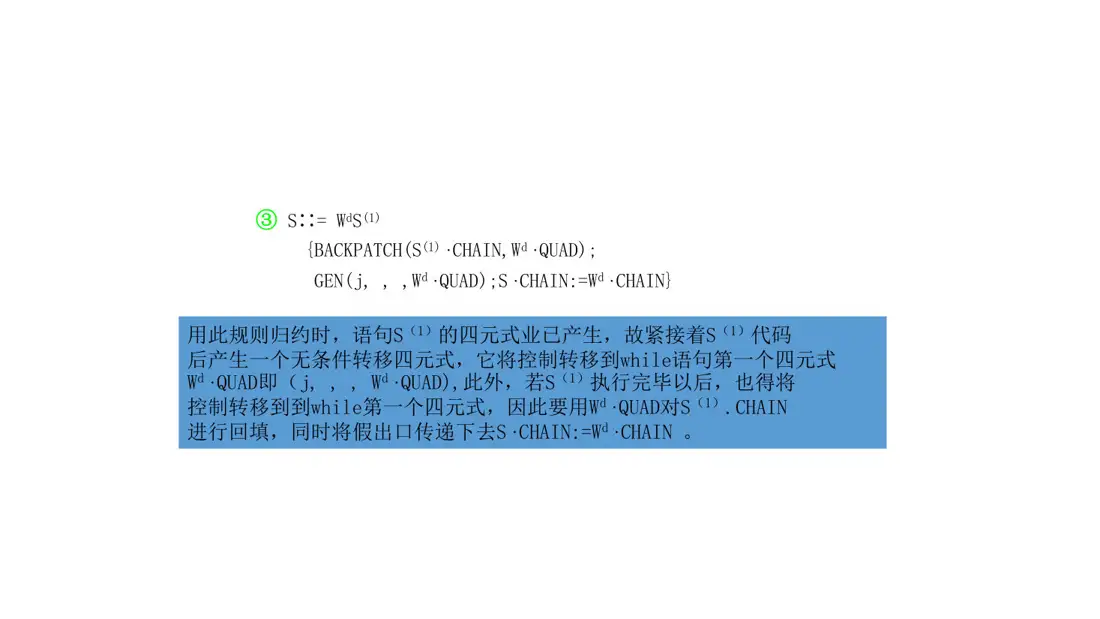 ③ S::= WᵈS⁽¹⁾
{BACKPATCH(S⁽¹⁾·CHAIN,Wᵈ·QUAD);
GEN(j, , ,Wᵈ·QUAD);S·CHAIN:=Wᵈ·CHAIN}
用此规则归约时，语句S⁽¹⁾的四元式业已产生，故紧接着S⁽¹⁾代码
后产生一个无条件转移四元式，它将控制转移到while语句第一个四元式
Wᵈ·QUAD即（j, , , Wᵈ·QUAD),此外，若S⁽¹⁾执行完毕以后，也得将
控制转移到到while第一个四元式，因此要用Wᵈ·QUAD对S⁽¹⁾.CHAIN
进行回填，同时将假出口传递下去S·CHAIN:=Wᵈ·CHAIN 。